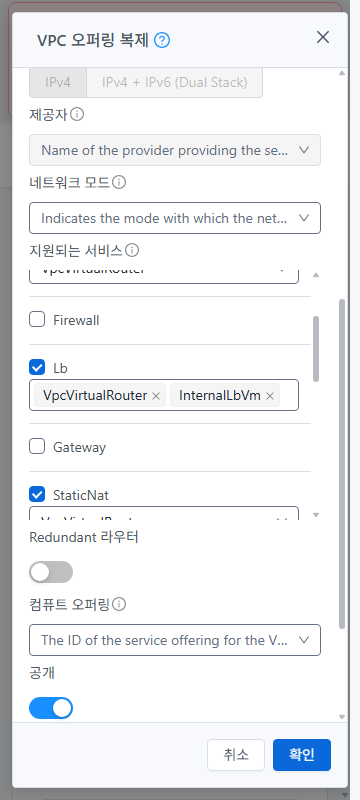 VPC 오퍼링 복제
IPv4 IPv4 + IPv6 (Dual Stack)
제공자
Name of the provider providing the se...
네트워크 모드
Indicates the mode with which the net...
지원되는 서비스
VpcVirtualRouter
Firewall
Lb
VpcVirtualRouter InternalLbVm
Gateway
StaticNat
VpcVirtualRouter
Redundant 라우터
컴퓨트 오퍼링
The ID of the service offering for the V...
공개
취소 확인